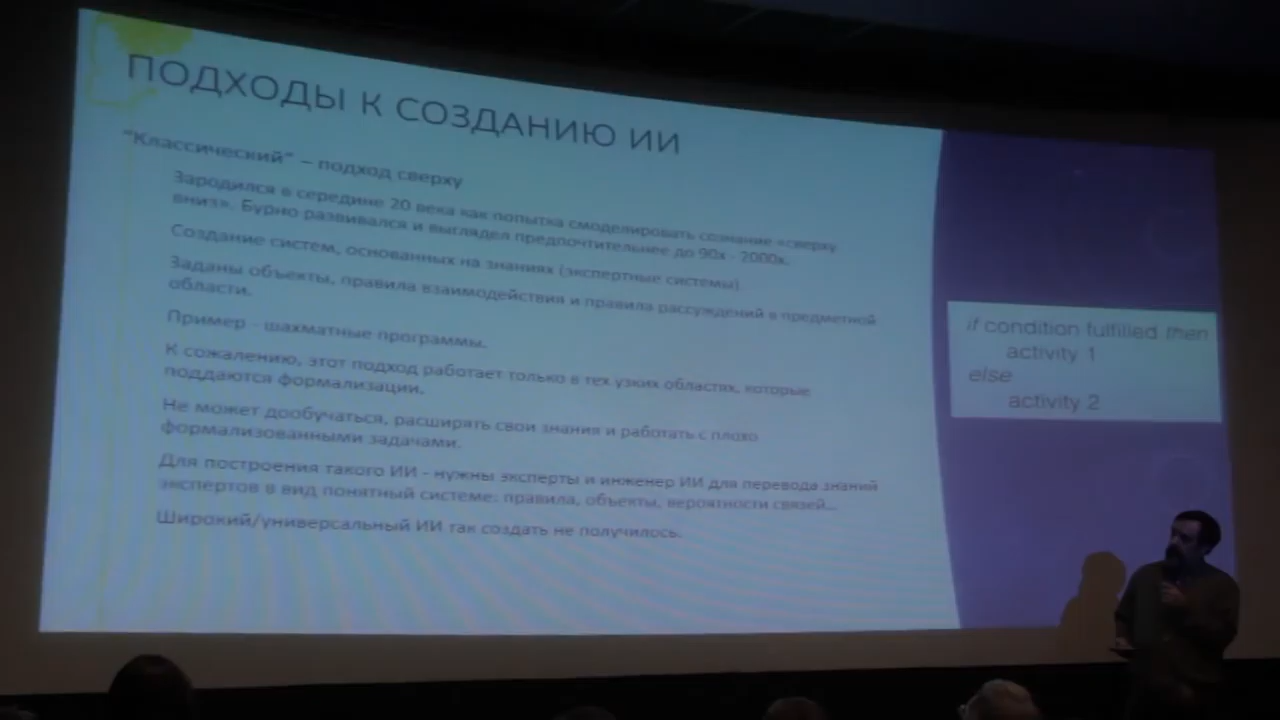 ПОДХОДЫ К СОЗДАНИЮ ИИ
"Классический" – подход сверху
Зародился в середине 20 века как попытка смоделировать сознание «сверху
вниз». Бурно развивался и выглядел предпочтительнее до 90х - 2000х.
Создание систем, основанных на знаниях (экспертные системы)
Заданы объекты, правила взаимодействия и правила рассуждений в предметной
области.
Пример - шахматные программы.
К сожалению, этот подход работает только в тех узких областях, которые
поддаются формализации.
Не может дообучаться, расширять свои знания и работать с плохо
формализованными задачами.
Для построения такого ИИ - нужны эксперты и инженер ИИ для перевода знаний
экспертов в вид понятный системе: правила, объекты, вероятности связей...
Широкий/универсальный ИИ так создать не получилось.
if condition fulfilled then
activity 1
else
activity 2